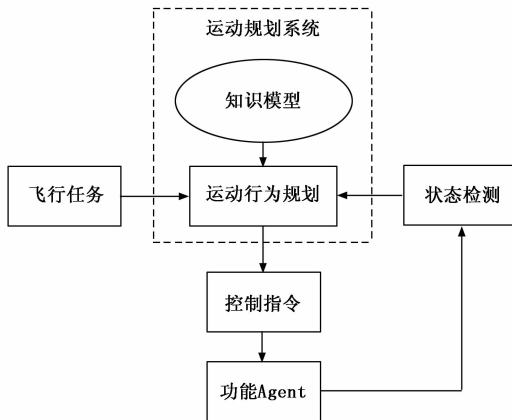 运动规划系统
知识模型
飞行任务
运动行为规划
状态检测
控制指令
功能Agent